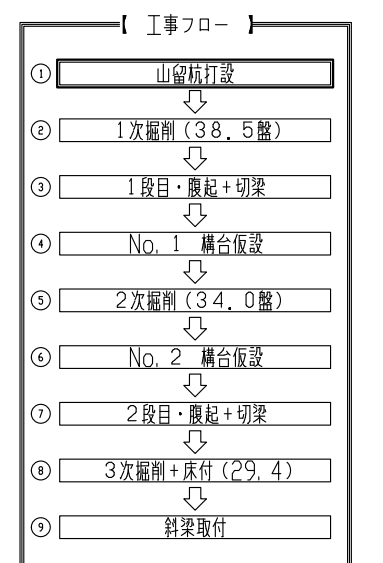 【 工事フロー 】
① 山留杭打設
② 1次掘削（38．5盤）
③ 1段目・腹起＋切梁
④ No．1 構台仮設
⑤ 2次掘削（34．0盤）
⑥ No．2 構台仮設
⑦ 2段目・腹起＋切梁
⑧ 3次掘削＋床付（29．4）
⑨ 斜梁取付